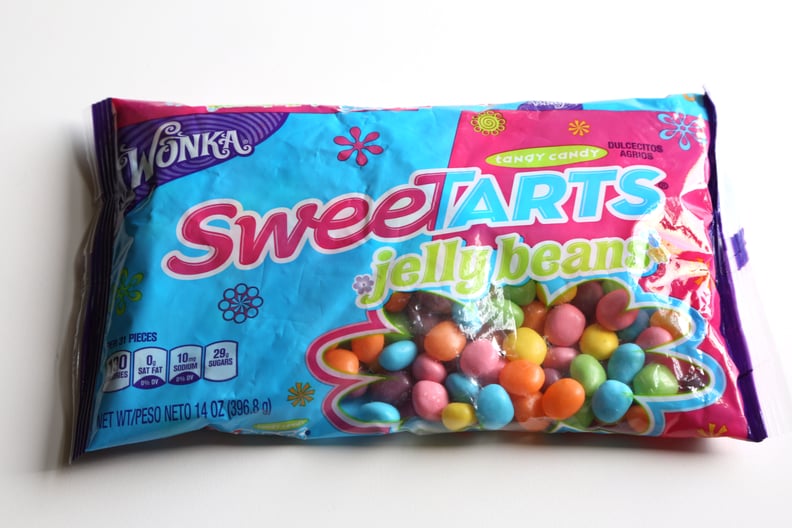 WONKA
tangy candy
DULCECITOS
AGRIOS
SweeTARTS
jelly beans
31 PIECES
0g
SAT FAT
0% DV
10mg
SODIUM
0% DV
29g
SUGARS
NET WT/PESO NETO 14 OZ (396.8 g)